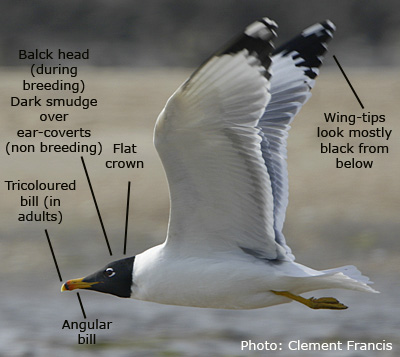 Balck head
(during
breeding)
Dark smudge
over
ear-coverts
(non breeding)
Flat
crown
Tricoloured
bill (in
adults)
Angular
bill
Wing-tips
look mostly
black from
below
Photo: Clement Francis